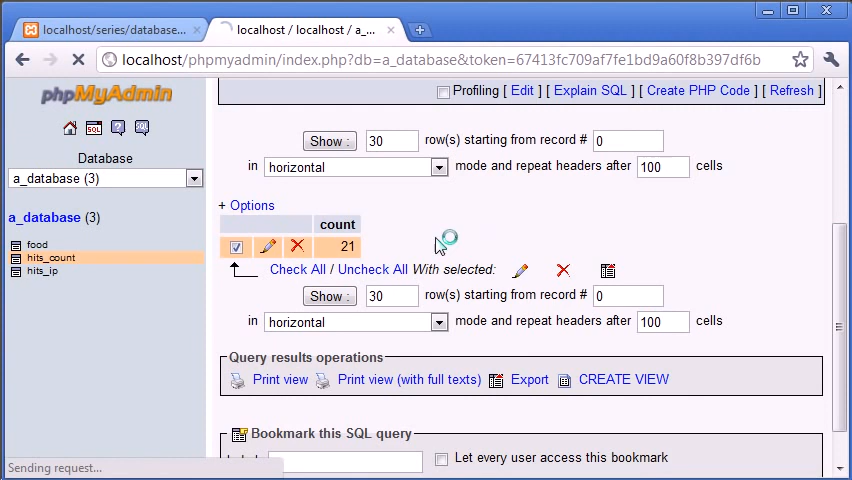 localhost/series/database...
localhost / localhost / a_...
localhost/phpmyadmin/index.php?db=a_database&token=67413fc709af7fe1bd9a60f8b397df6b
phpMyAdmin
SQL
Database
a_database (3)
a_database (3)
food
hits_count
hits_ip
Profiling [ Edit ] [ Explain SQL ] [ Create PHP Code ] [ Refresh ]
Show : 30 row(s) starting from record # 0
in horizontal mode and repeat headers after 100 cells
+ Options
count
21
Check All / Uncheck All With selected:
Show : 30 row(s) starting from record # 0
in horizontal mode and repeat headers after 100 cells
Query results operations
Print view Print view (with full texts) Export CREATE VIEW
Bookmark this SQL query
Let every user access this bookmark
Sending request...